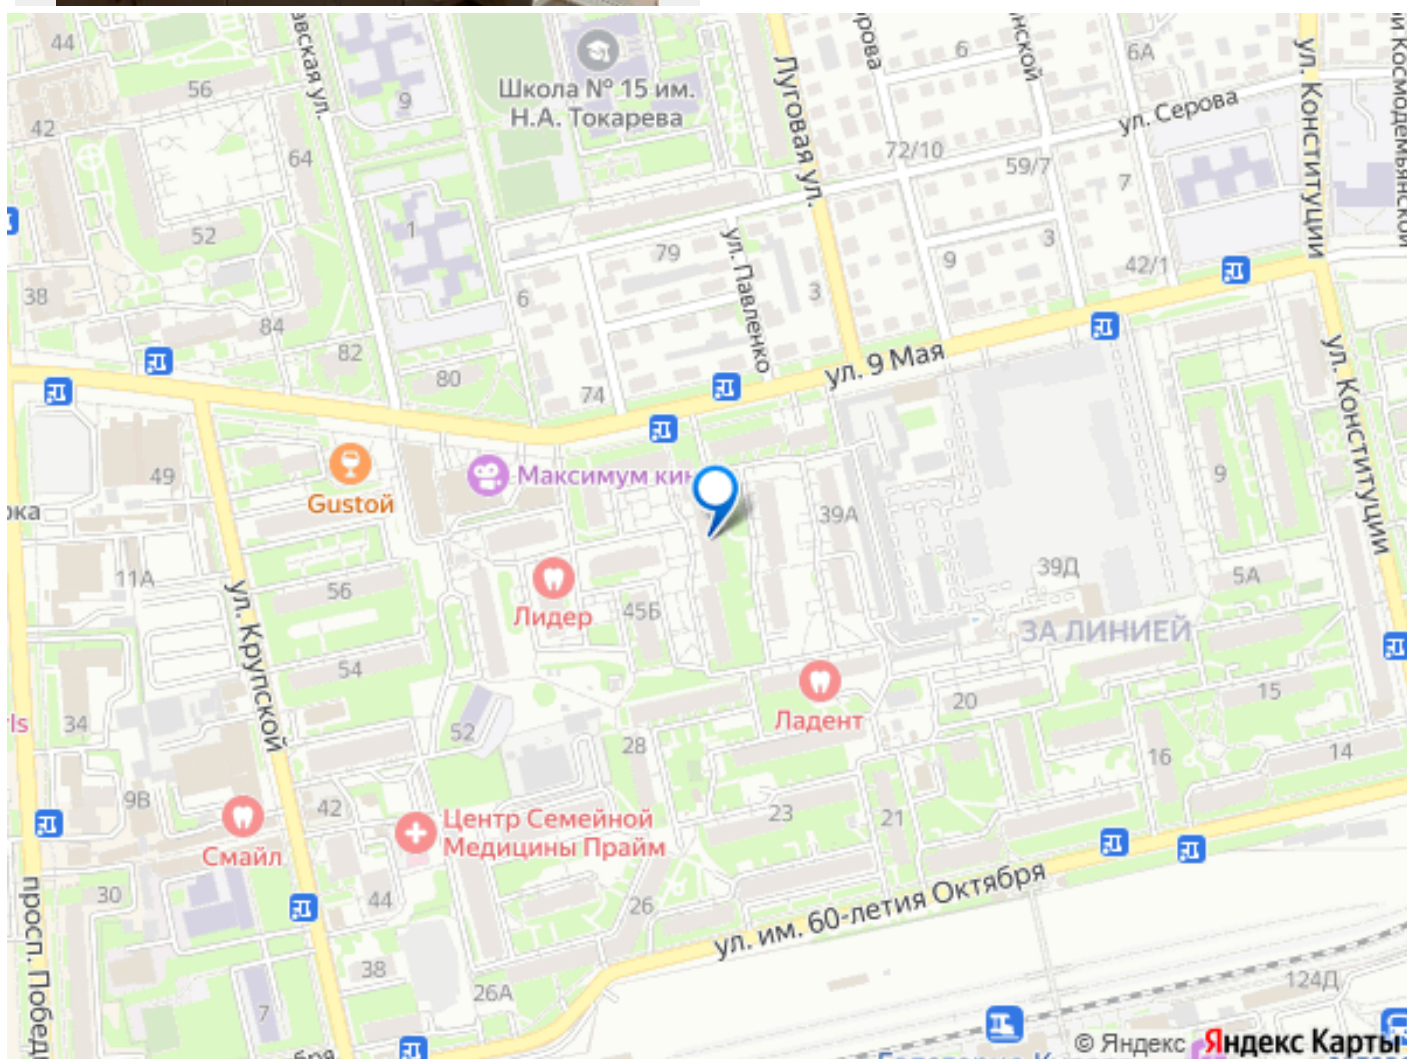 44
авская ул.
56
9
42
64
Школа № 15 им.
Н.А. Токарева
Луговая ул.
6
6А
ул. Серова
ул. Конституции
72/10
59/7
7
1
52
79
ул. Павленко
3
9
3
42/1
38
84
6
82
80
74
ул. 9 Мая
ул. Конституции
49
Gustoй
Максимум кин
39А
9
11А
56
Лидер
45Б
39Д
5А
ЗА ЛИНИЕЙ
ул. Крупской
54
34
52
28
Ладент
20
15
16
14
9В
42
Смайл
Центр Семейной
Медицины Прайм
23
21
30
44
26
ул. им. 60-летия Октября
просп. Побед
38
26А
7
124Д
© Яндекс Яндекс Карты